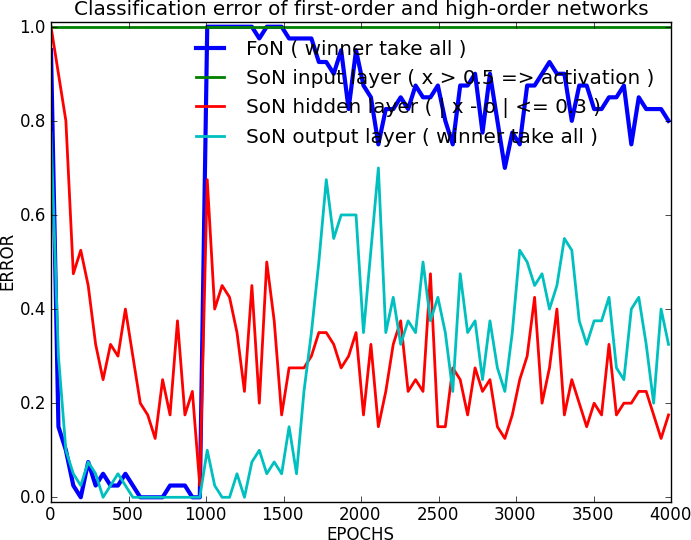 Classification error of first-order and high-order networks
FoN ( winner take all )
SoN input layer ( x > 0.5 => activation )
SoN hidden layer ( | x - o | <= 0.3 )
SoN output layer ( winner take all )
ERROR
1.0
0.8
0.6
0.4
0.2
0.0
0 500 1000 1500 2000 2500 3000 3500 4000
EPOCHS